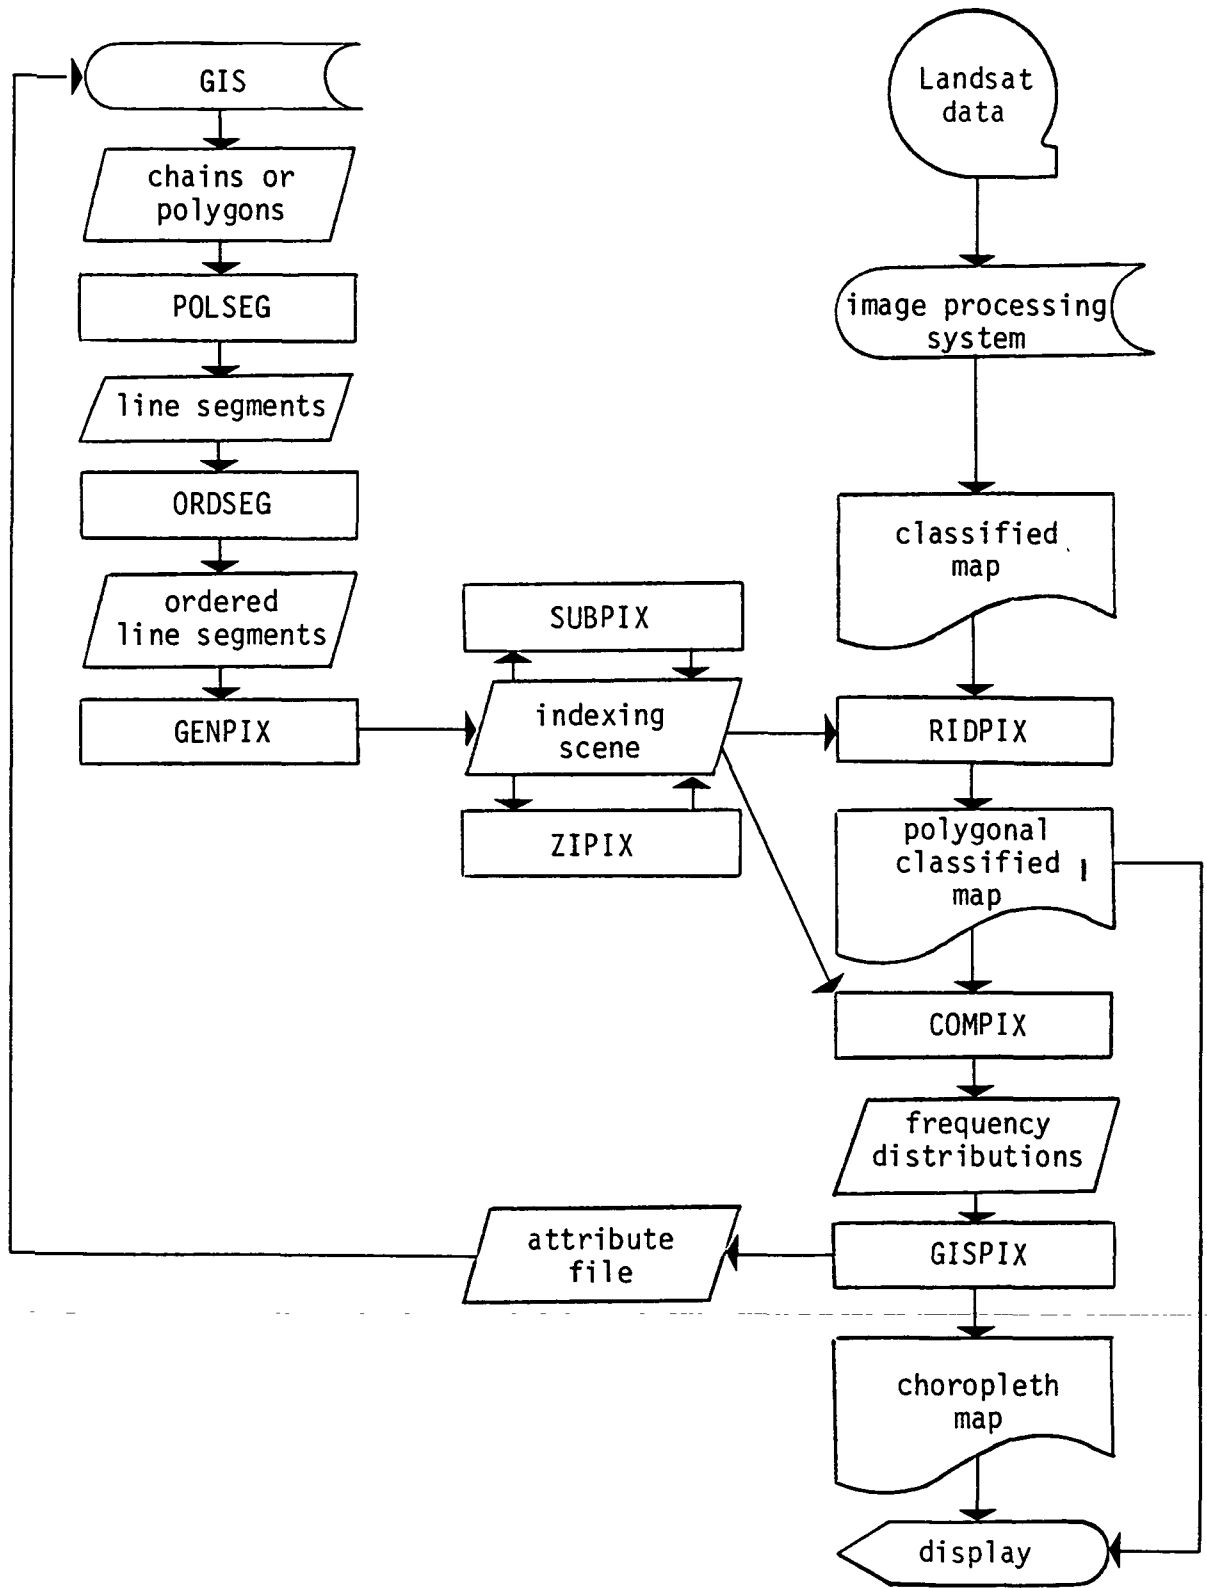 GIS
chains or
polygons
POLSEG
line segments
ORDSEG
ordered
line segments
GENPIX
SUBPIX
indexing
scene
ZIPIX
Landsat
data
image processing
system
classified
map
RIDPIX
polygonal
classified
map
COMPIX
frequency
distributions
GISPIX
attribute
file
choropleth
map
display